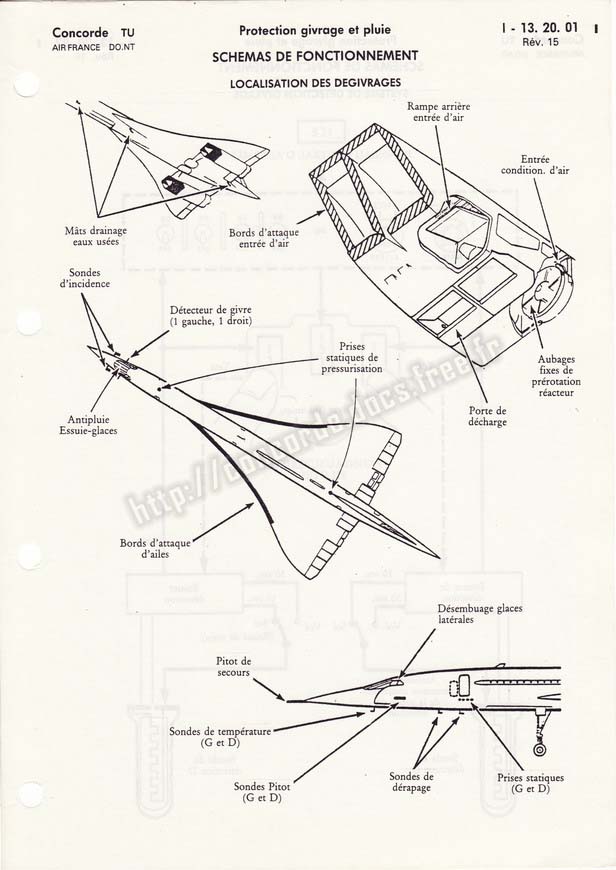 Concorde TU
AIR FRANCE DO.NT
Protection givrage et pluie
SCHEMAS DE FONCTIONNEMENT
LOCALISATION DES DEGIVRAGES
I - 13. 20. 01
Rév. 15
Rampe arrière
entrée d'air
Entrée
condition. d'air
Mâts drainage
eaux usées
Bords d'attaque
entrée d'air
Sondes
d'incidence
Détecteur de givre
(1 gauche, 1 droit)
Prises
statiques de
pressurisation
Aubages
fixes de
prérotation
réacteur
Porte de
décharge
Antipluie
Essuie-glaces
http://concorde.docs.free.fr
Bords d'attaque
d'ailes
Désembuage glaces
latérales
Pitot de
secours
Sondes de température
(G et D)
Sondes Pitot
(G et D)
Sondes de
dérapage
Prises statiques
(G et D)